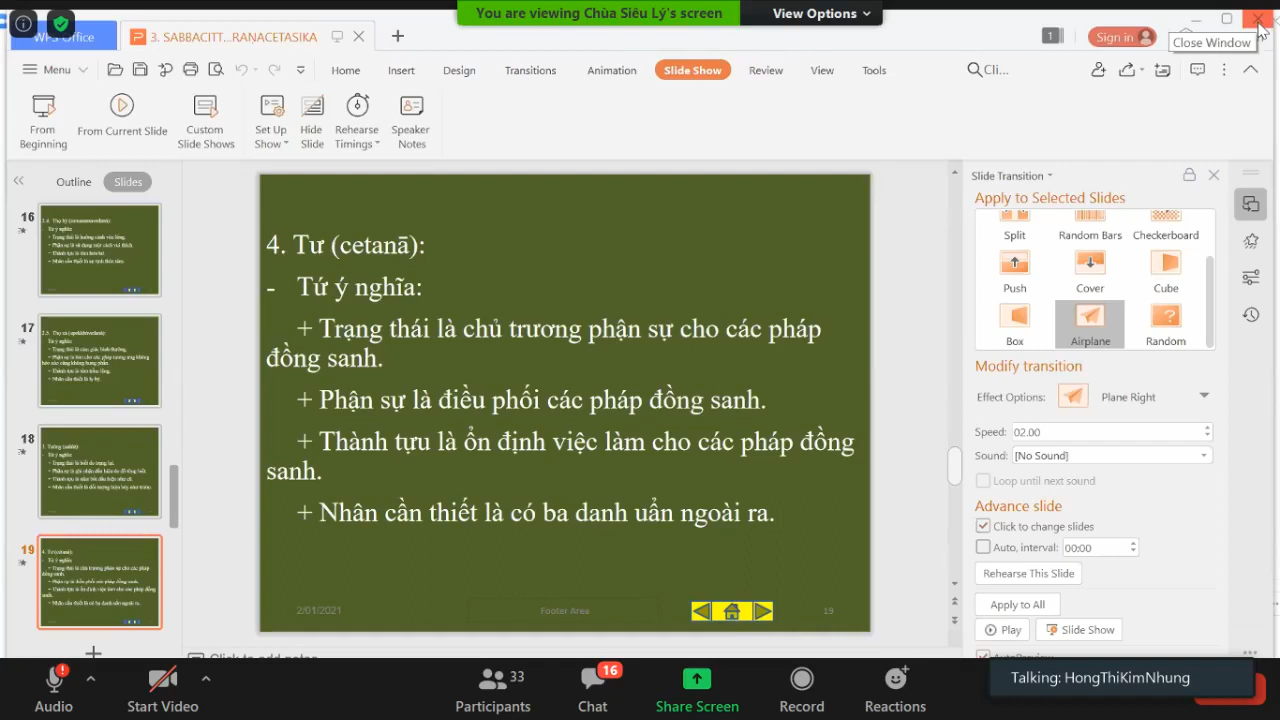 You are viewing Chùa Siêu Lý's screen
View Options
WPS Office
3. SABBACITT...RAṆACETASIKA
1
Sign in
Close Window
Menu
Home
Insert
Design
Transitions
Animation
Slide Show
Review
View
Tools
Cli...
From Beginning
From Current Slide
Custom Slide Shows
Set Up Show
Hide Slide
Rehearse Timings
Speaker Notes
Outline
Slides
16
17
18
19
4. Tư (cetanā):
- Tứ ý nghĩa:
+ Trạng thái là chủ trương phận sự cho các pháp
đồng sanh.
+ Phận sự là điều phối các pháp đồng sanh.
+ Thành tựu là ổn định việc làm cho các pháp đồng
sanh.
+ Nhân cần thiết là có ba danh uẩn ngoài ra.
2/01/2021
Footer Area
19
Click to add notes
Slide Transition
Apply to Selected Slides
Split
Random Bars
Checkerboard
Push
Cover
Cube
Box
Airplane
Random
Modify transition
Effect Options:
Plane Right
Speed: 02.00
Sound: [No Sound]
Loop until next sound
Advance slide
Click to change slides
Auto, interval: 00:00
Rehearse This Slide
Apply to All
Play
Slide Show
AutoPreview
Talking: HongThiKimNhung
Audio
Start Video
Participants
33
Chat
16
Share Screen
Record
Reactions